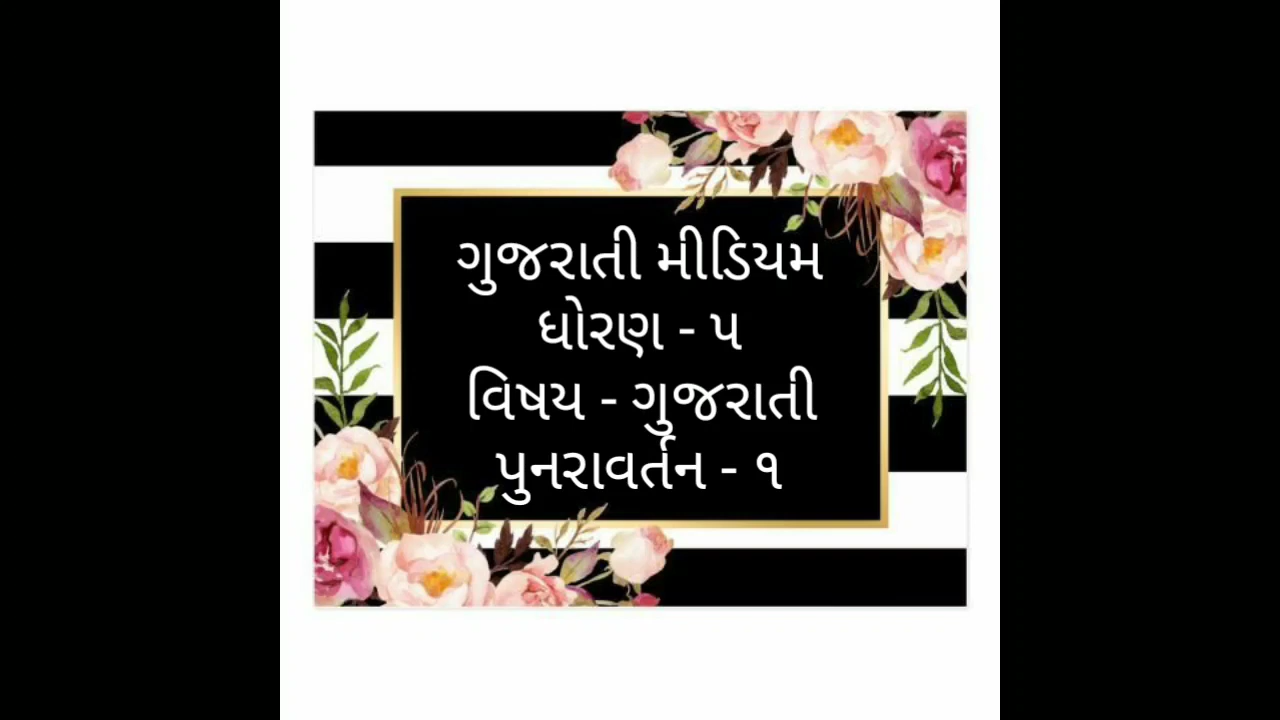 ગુજરાતી મીડિયમ
ધોરણ - ૫
વિષય - ગુજરાતી
પુનરાવર્તન - ૧